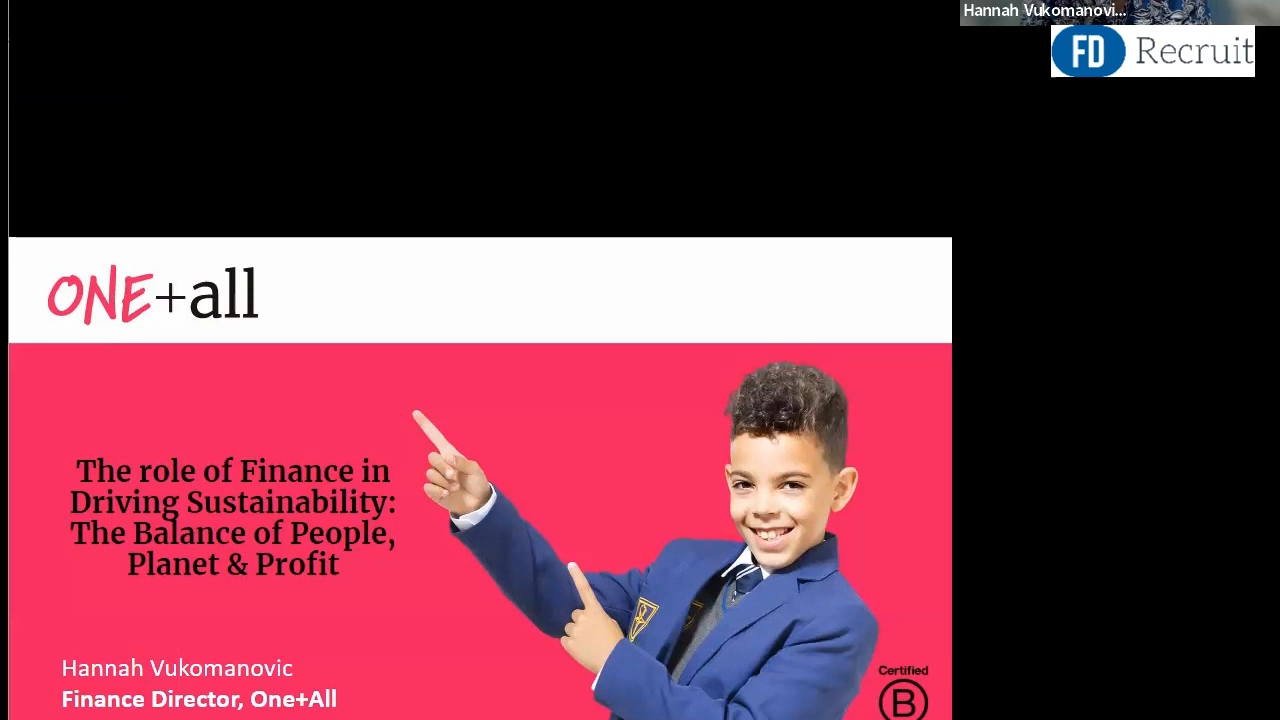 Hannah Vukomanovi...
FD Recruit
ONE+all
The role of Finance in
Driving Sustainability:
The Balance of People,
Planet & Profit
Hannah Vukomanovic
Finance Director, One+All
Certified
B